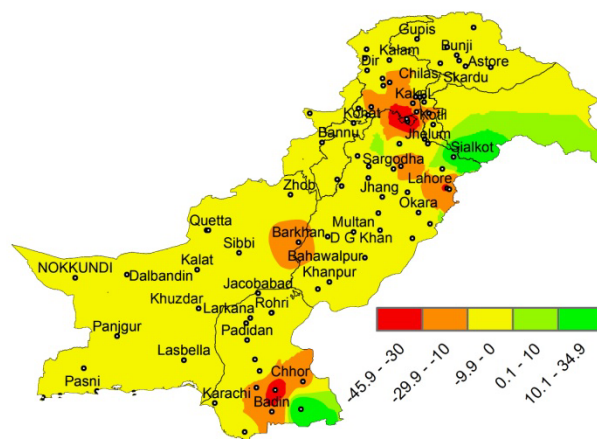 Gupis
Kalam
Bunji
Dir
Astore
Chilas
Skardu
Kakul
Kohat
Kotli
Bannu
Jhelum
Sialkot
Sargodha
Lahore
Zhob
Jhang
Okara
Quetta
Multan
Barkhan
D G Khan
Sibbi
Bahawalpur
Kalat
NOKKUNDI
Dalbandin
Khanpur
Jacobabad
Khuzdar
Larkana
Rohri
Panjgur
Padidan
Lasbella
Chhor
Pasni
Karachi
Badin
-45.9 - -30
-29.9 - -10
-9.9 - 0
0.1 - 10
10.1 - 34.9